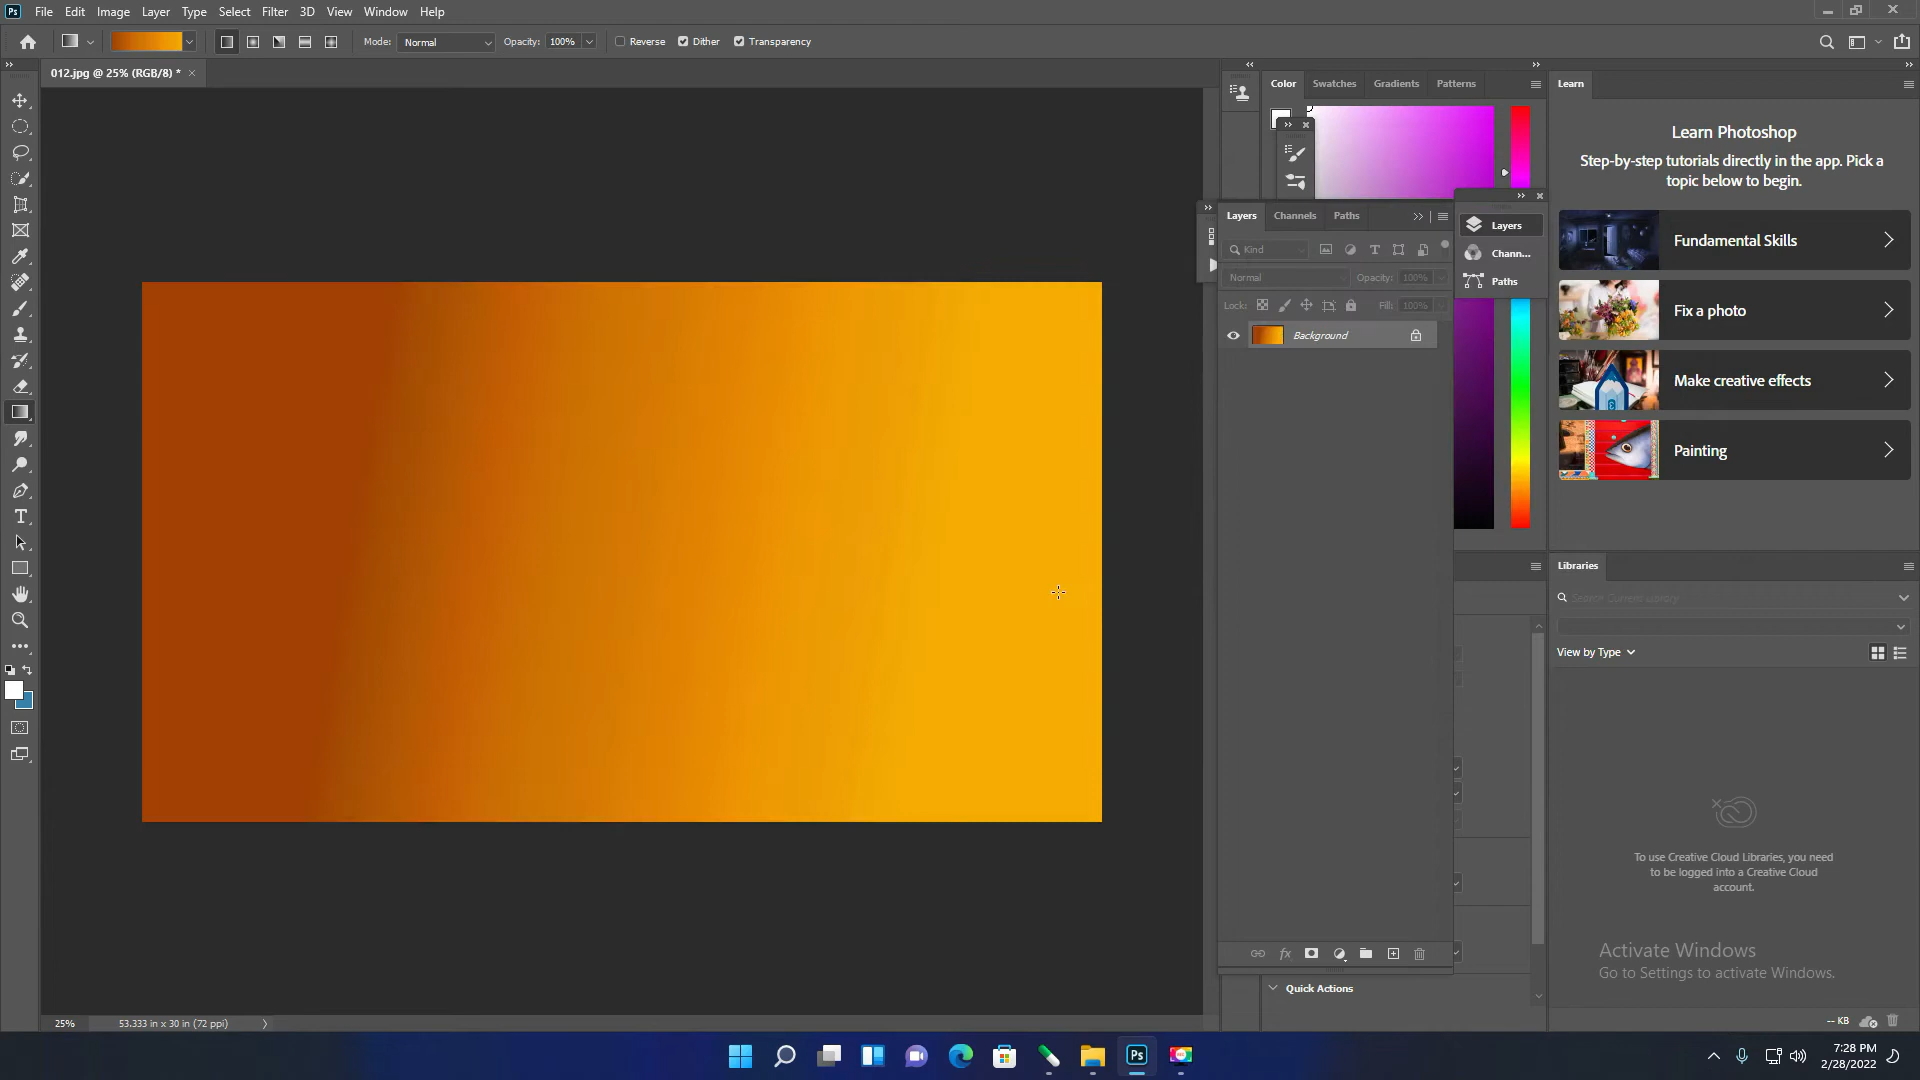 Ps File Edit Image Layer Type Select Filter 3D View Window Help
Mode: Normal Opacity: 100% Reverse Dither Transparency
012.jpg @ 25% (RGB/8) *
Color Swatches Gradients Patterns
Learn
Learn Photoshop
Step-by-step tutorials directly in the app. Pick a
topic below to begin.
Fundamental Skills
Fix a photo
Make creative effects
Painting
Layers Channels Paths
Kind
Normal Opacity: 100%
Lock: Fill: 100%
Background
Layers
Chann...
Paths
Libraries
Search Current Library
View by Type
To use Creative Cloud Libraries, you need
to be logged into a Creative Cloud
account.
Activate Windows
Go to Settings to activate Windows.
Quick Actions
-- KB
25% 53.333 in x 30 in (72 ppi)
Ps
7:28 PM
2/28/2022